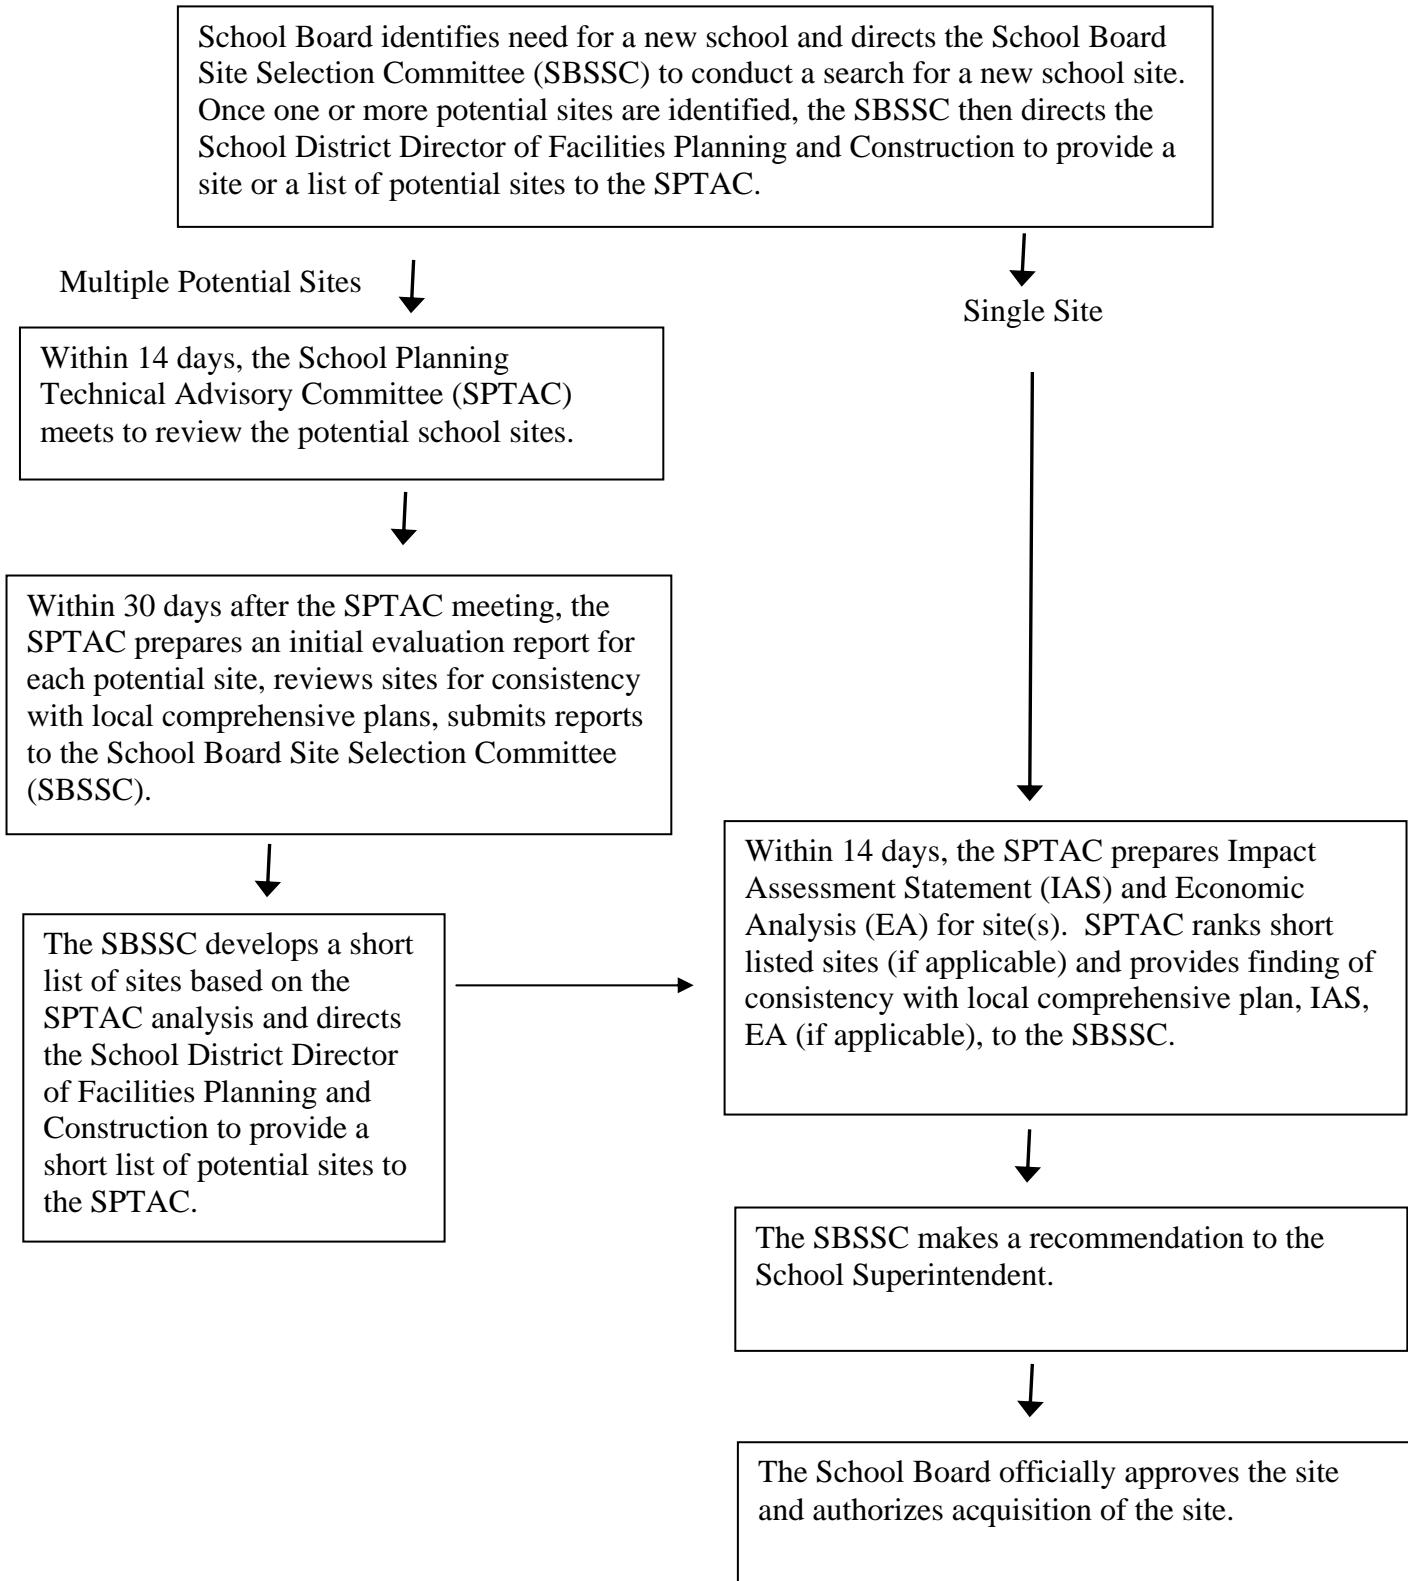 School Board identifies need for a new school and directs the School Board
Site Selection Committee (SBSSC) to conduct a search for a new school site.
Once one or more potential sites are identified, the SBSSC then directs the
School District Director of Facilities Planning and Construction to provide a
site or a list of potential sites to the SPTAC.
Multiple Potential Sites
Single Site
Within 14 days, the School Planning
Technical Advisory Committee (SPTAC)
meets to review the potential school sites.
Within 30 days after the SPTAC meeting, the
SPTAC prepares an initial evaluation report for
each potential site, reviews sites for consistency
with local comprehensive plans, submits reports
to the School Board Site Selection Committee
(SBSSC).
The SBSSC develops a short
list of sites based on the
SPTAC analysis and directs
the School District Director
of Facilities Planning and
Construction to provide a
short list of potential sites to
the SPTAC.
Within 14 days, the SPTAC prepares Impact
Assessment Statement (IAS) and Economic
Analysis (EA) for site(s).  SPTAC ranks short
listed sites (if applicable) and provides finding of
consistency with local comprehensive plan, IAS,
EA (if applicable), to the SBSSC.
The SBSSC makes a recommendation to the
School Superintendent.
The School Board officially approves the site
and authorizes acquisition of the site.